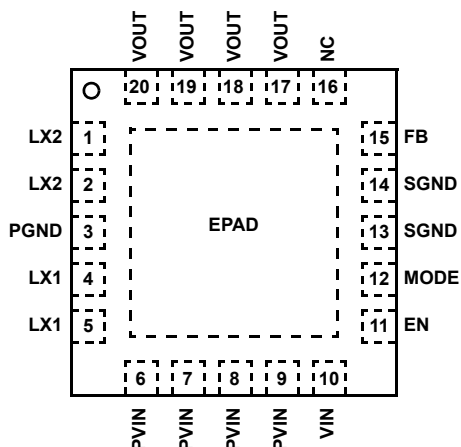 VOUT VOUT VOUT VOUT NC
20 19 18 17 16
LX2 1 15 FB
LX2 2 14 SGND
PGND 3 EPAD 13 SGND
LX1 4 12 MODE
LX1 5 11 EN
6 7 8 9 10
PVIN PVIN PVIN PVIN VIN